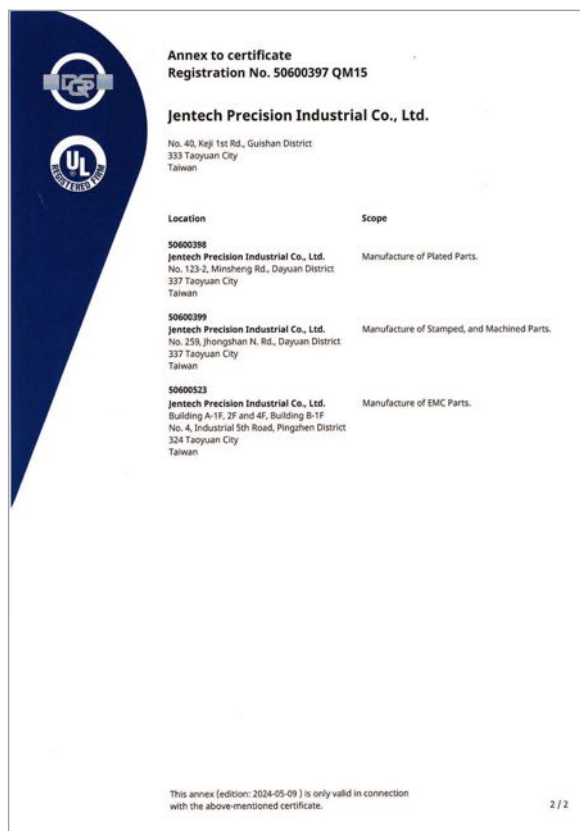 DQS
UL
REGISTERED FIRM
Annex to certificate
Registration No. 50600397 QM15
Jentech Precision Industrial Co., Ltd.
No. 40, Keji 1st Rd., Guishan District
333 Taoyuan City
Taiwan
Location Scope
50600398
Jentech Precision Industrial Co., Ltd. Manufacture of Plated Parts.
No. 123-2, Minsheng Rd., Dayuan District
337 Taoyuan City
Taiwan
50600399
Jentech Precision Industrial Co., Ltd. Manufacture of Stamped, and Machined Parts.
No. 259, Jhongshan N. Rd., Dayuan District
337 Taoyuan City
Taiwan
50600523
Jentech Precision Industrial Co., Ltd. Manufacture of EMC Parts.
Building A-1F, 2F and 4F, Building B-1F
No. 4, Industrial 5th Road, Pingzhen District
324 Taoyuan City
Taiwan
This annex (edition: 2024-05-09 ) is only valid in connection
with the above-mentioned certificate.
2 / 2